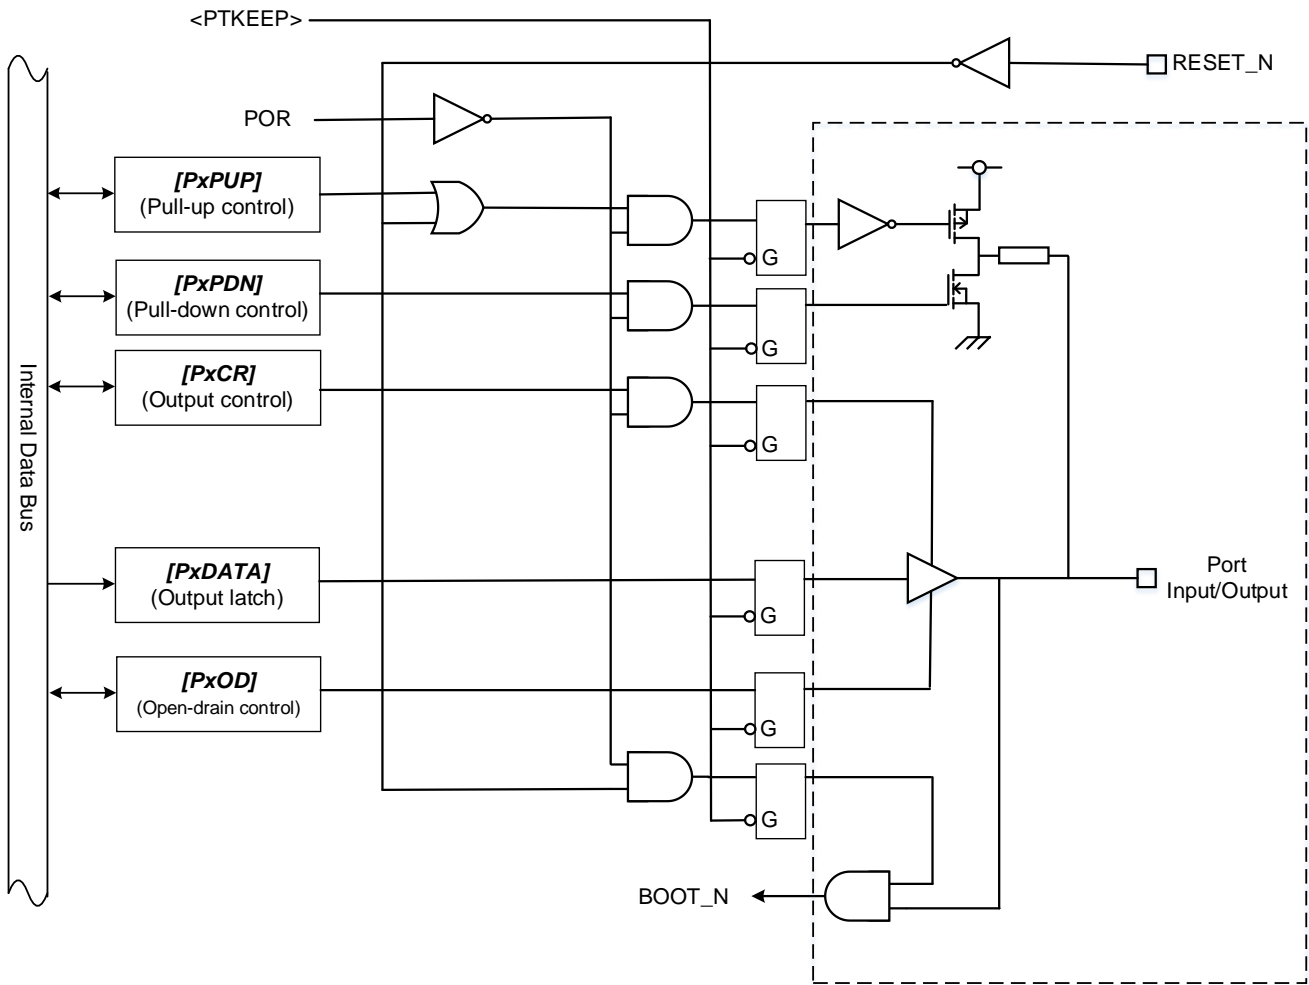 <PTKEEP>
RESET_N
POR
[PxPUP]
(Pull-up control)
G
[PxPDN]
(Pull-down control)
G
[PxCR]
(Output control)
G
Internal Data Bus
[PxDATA]
(Output latch)
G
Port
Input/Output
[PxOD]
(Open-drain control)
G
G
BOOT_N